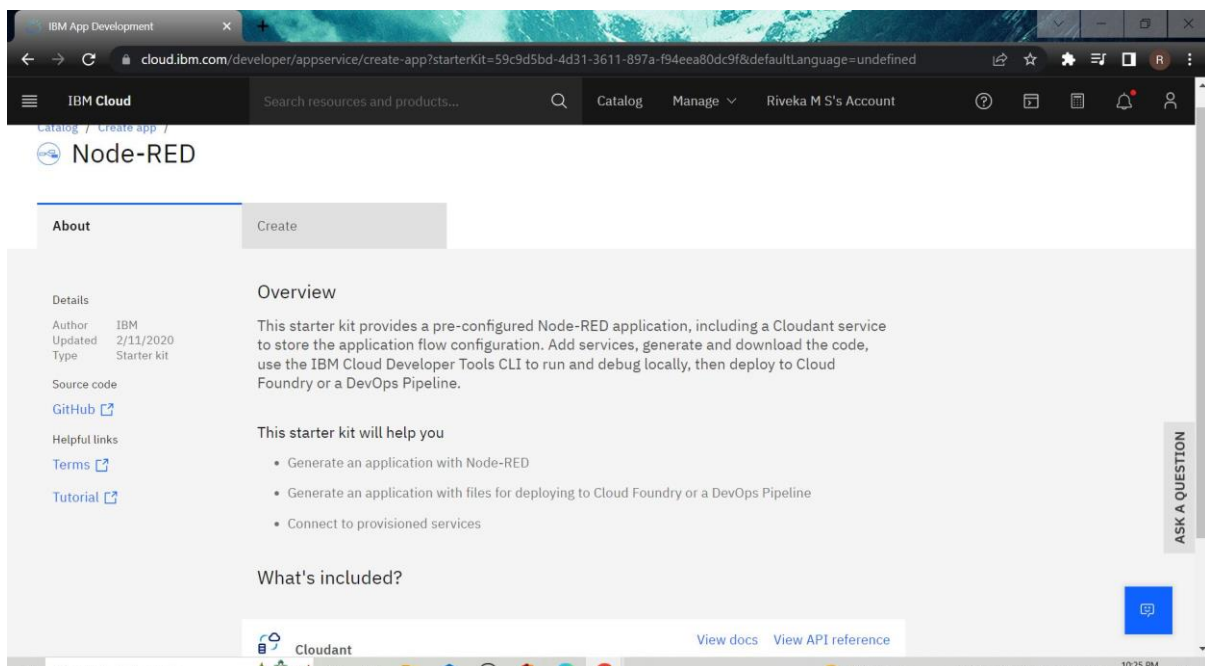 IBM App Development
cloud.ibm.com/developer/appservice/create-app?starterKit=59c9d5bd-4d31-3611-897a-f94eea80dc9f&defaultLanguage=undefined
R
IBM Cloud
Search resources and products...
Catalog
Manage
Riveka M S's Account
Catalog / Create app /
Node-RED
About
Create
Details
Author IBM
Updated 2/11/2020
Type Starter kit
Source code
GitHub
Helpful links
Terms
Tutorial
Overview
This starter kit provides a pre-configured Node-RED application, including a Cloudant service
to store the application flow configuration. Add services, generate and download the code,
use the IBM Cloud Developer Tools CLI to run and debug locally, then deploy to Cloud
Foundry or a DevOps Pipeline.
This starter kit will help you
• Generate an application with Node-RED
• Generate an application with files for deploying to Cloud Foundry or a DevOps Pipeline
• Connect to provisioned services
What's included?
Cloudant
View docs View API reference
ASK A QUESTION
10:25 PM